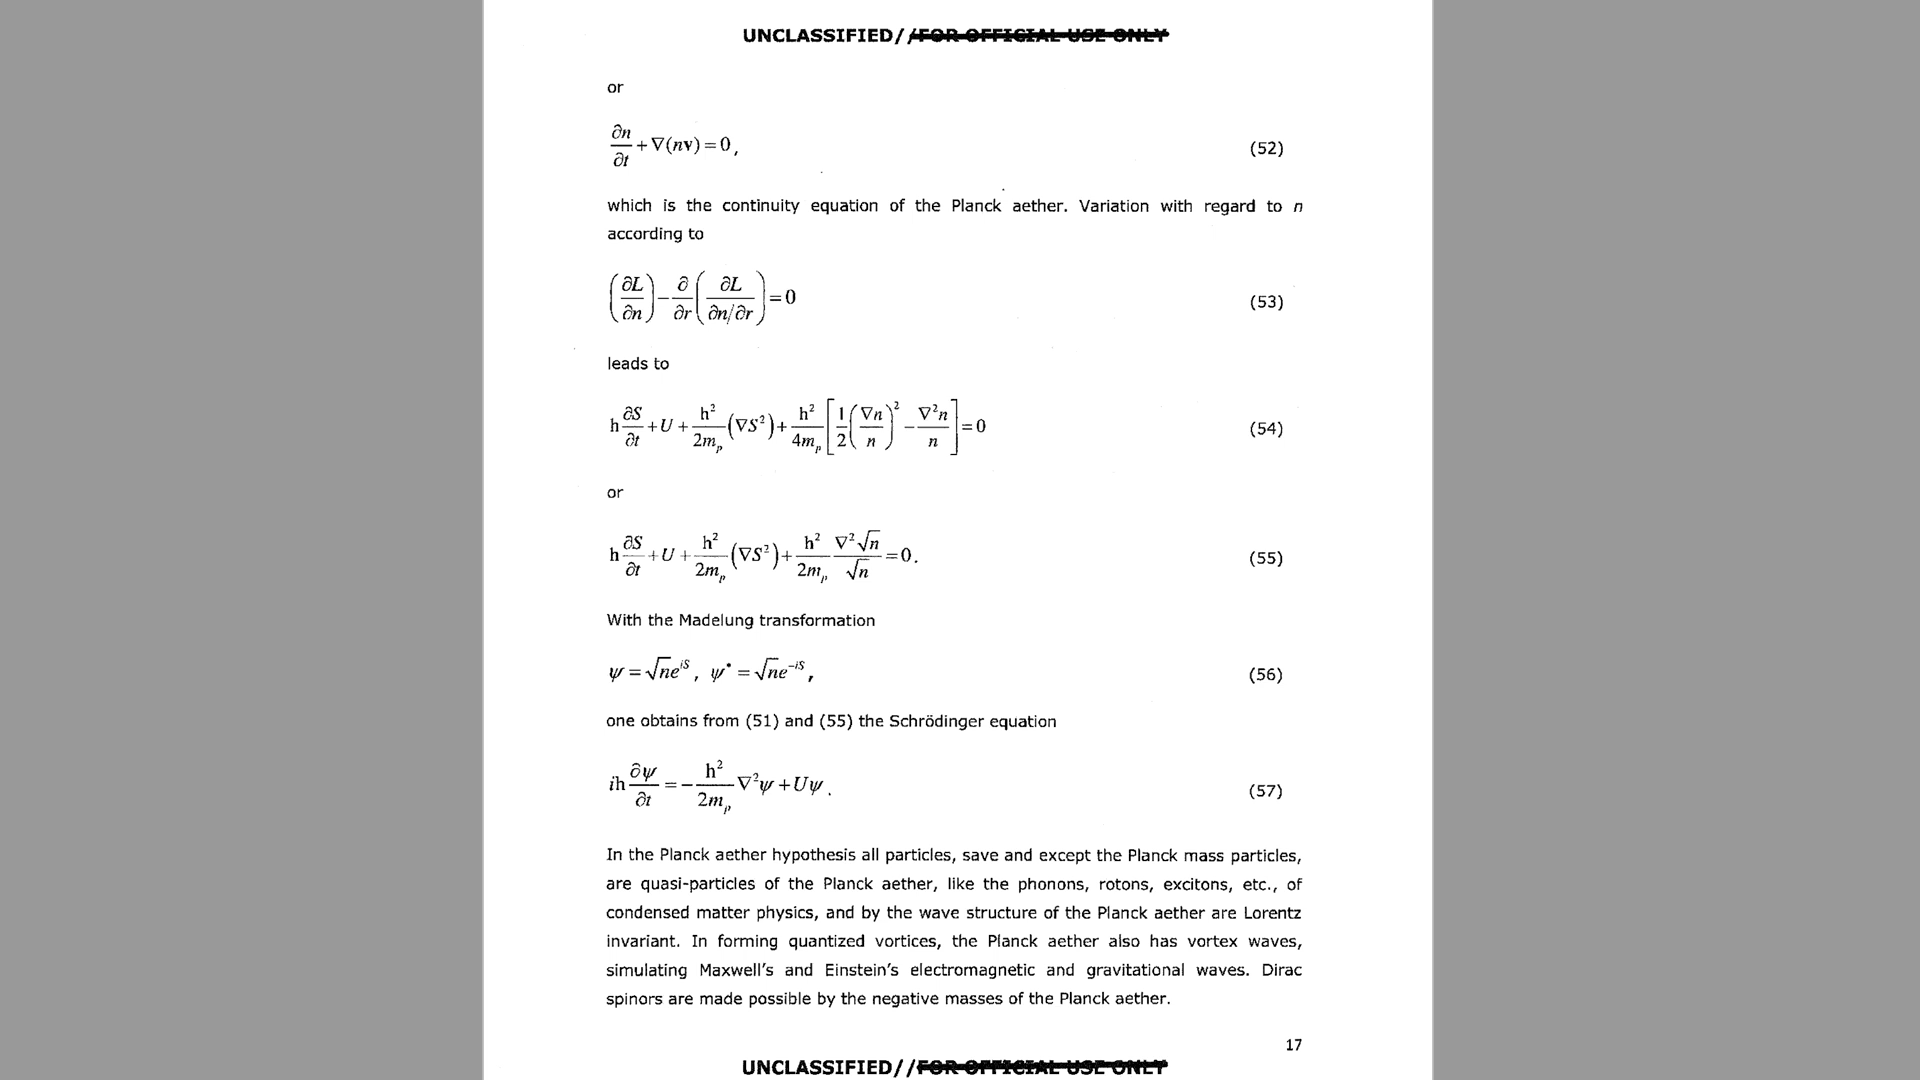 UNCLASSIFIED//FOR OFFICIAL USE ONLY
or
∂n/∂t + ∇(nv) = 0, (52)
which is the continuity equation of the Planck aether. Variation with regard to n
according to
(∂L/∂n) − ∂/∂r (∂L/∂n/∂r) = 0 (53)
leads to
h ∂S/∂t + U + h²/2mₚ (∇S²) + h²/4mₚ [1/2 (∇n/n)² − ∇²n/n] = 0 (54)
or
h ∂S/∂t + U + h²/2mₚ (∇S²) + h²/2mₚ ∇²√n/√n = 0. (55)
With the Madelung transformation
ψ = √n e^{iS}, ψ* = √n e^{−iS}, (56)
one obtains from (51) and (55) the Schrödinger equation
ih ∂ψ/∂t = − h²/2mₚ ∇²ψ + Uψ. (57)
In the Planck aether hypothesis all particles, save and except the Planck mass particles,
are quasi-particles of the Planck aether, like the phonons, rotons, excitons, etc., of
condensed matter physics, and by the wave structure of the Planck aether are Lorentz
invariant. In forming quantized vortices, the Planck aether also has vortex waves,
simulating Maxwell's and Einstein's electromagnetic and gravitational waves. Dirac
spinors are made possible by the negative masses of the Planck aether.
17
UNCLASSIFIED//FOR OFFICIAL USE ONLY